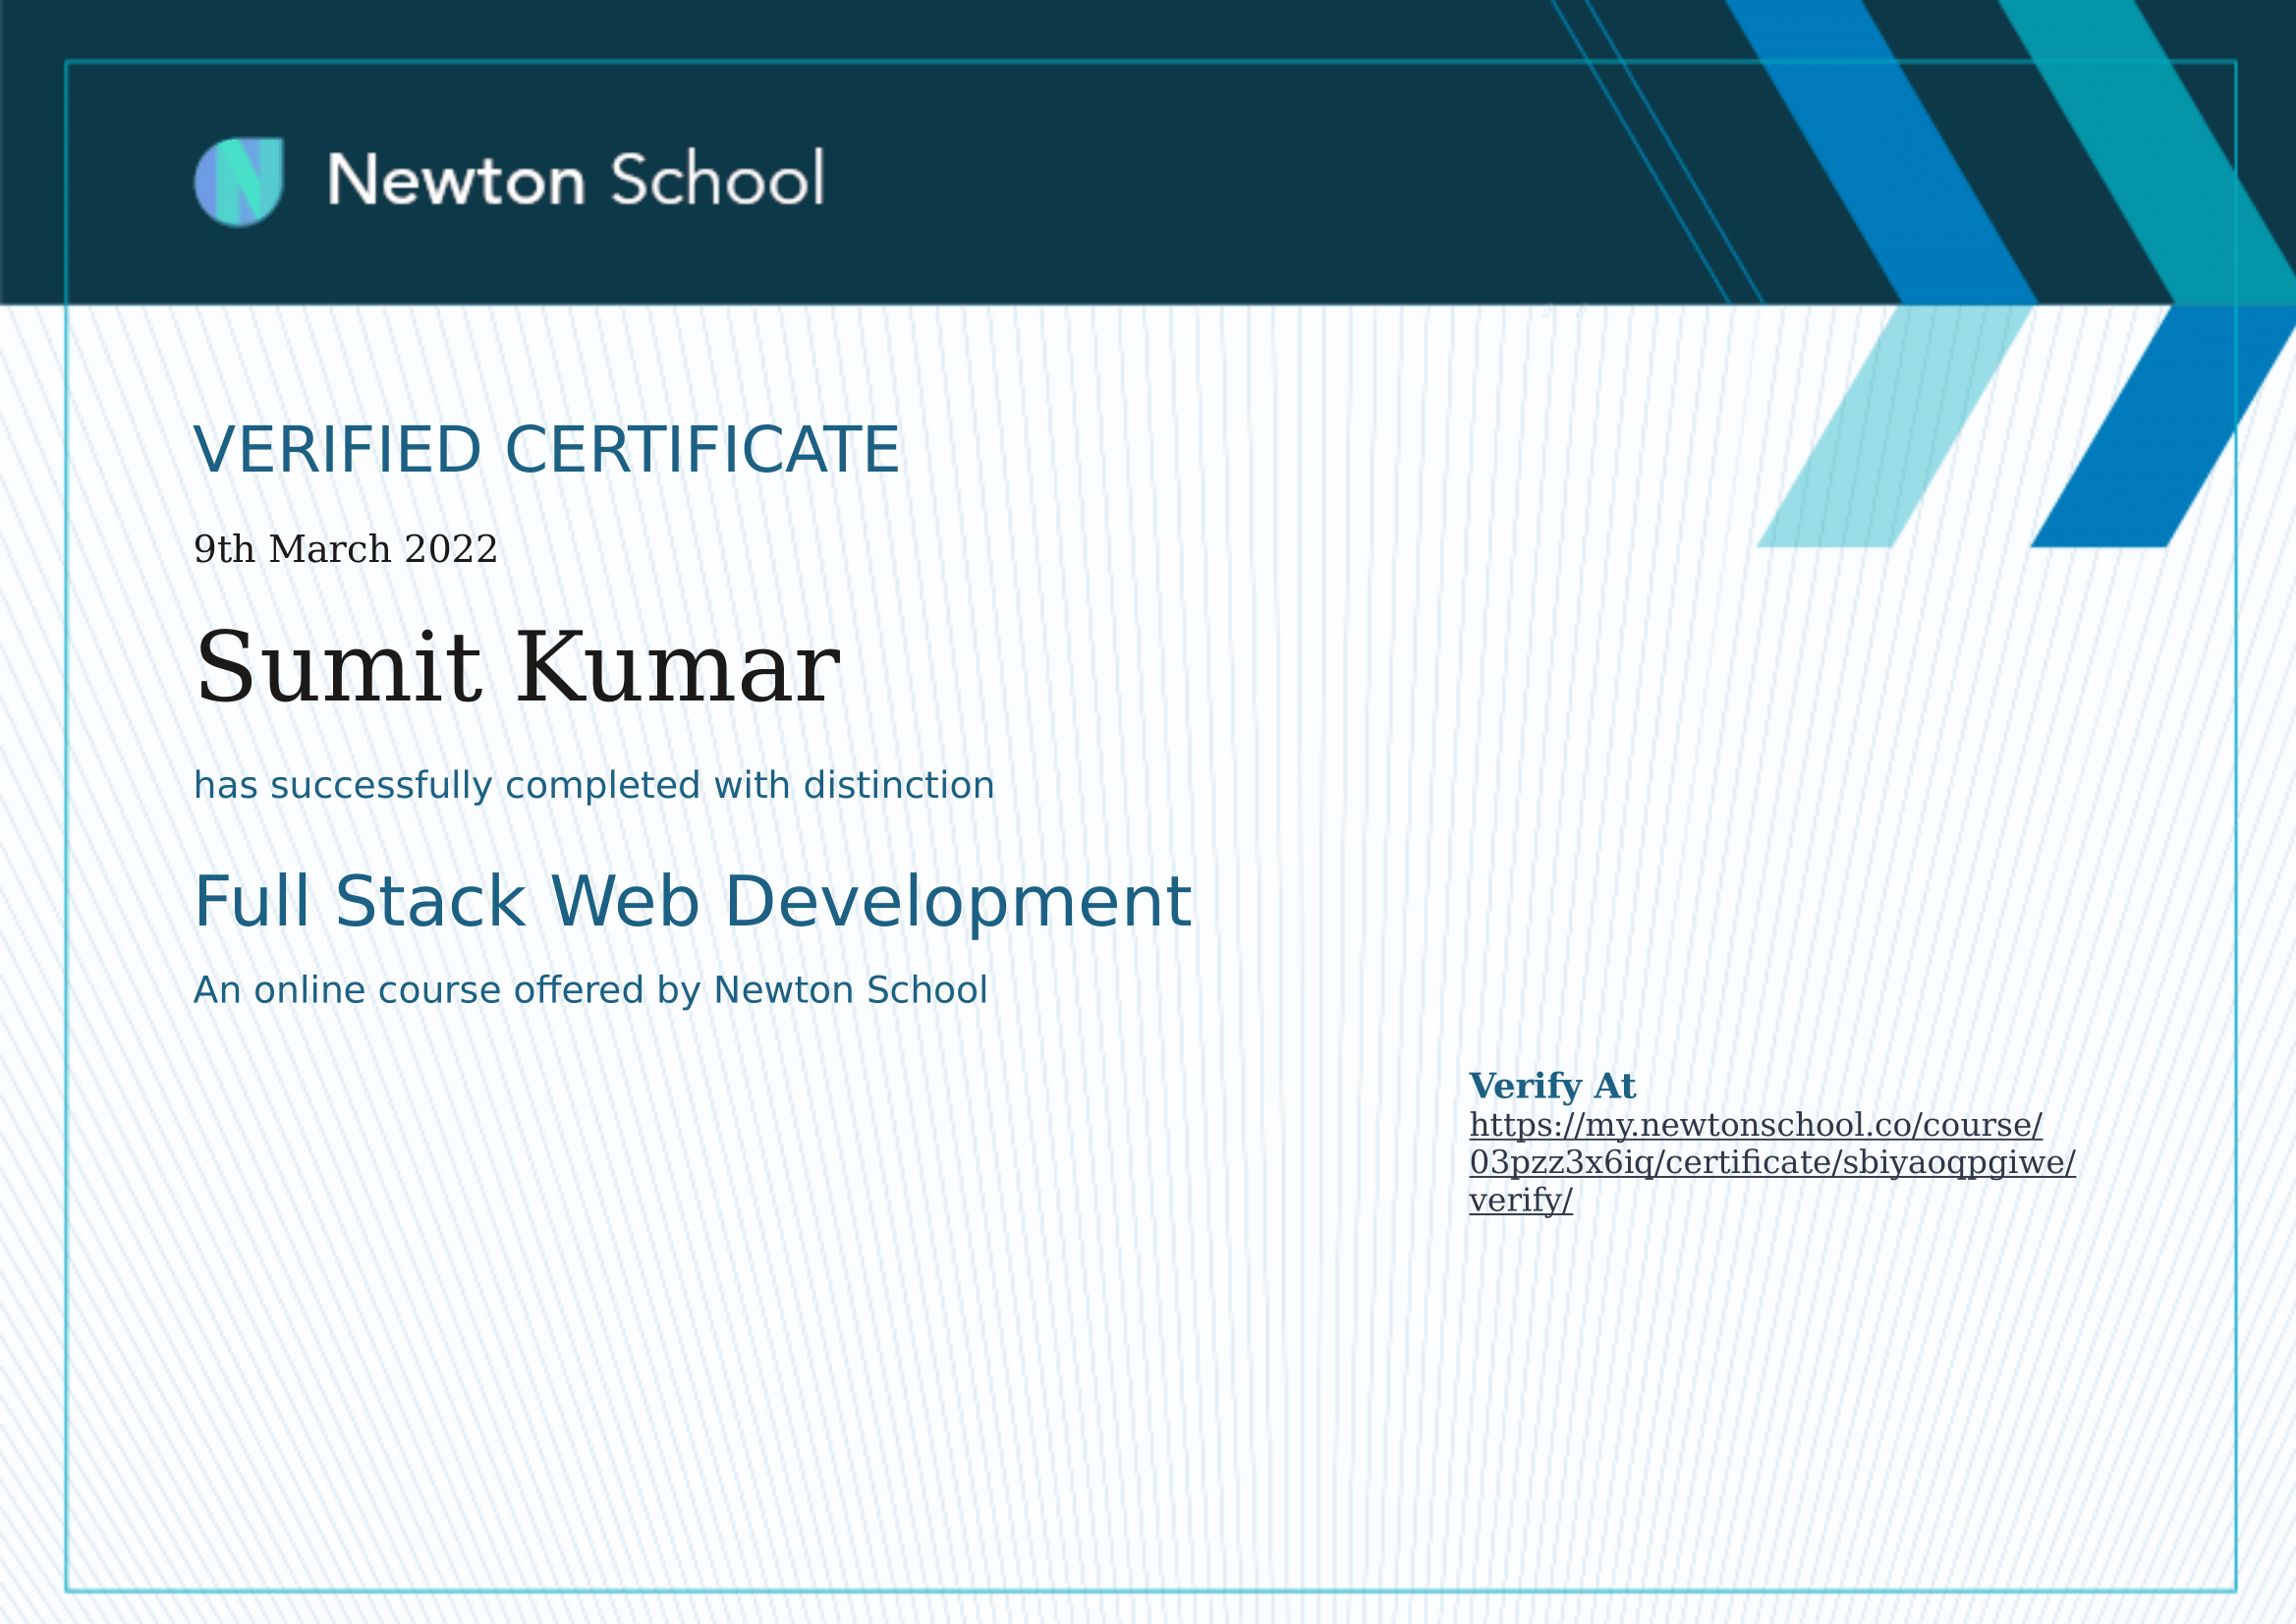 Newton School
VERIFIED CERTIFICATE
9th March 2022
Sumit Kumar
has successfully completed with distinction
Full Stack Web Development
An online course offered by Newton School
Verify At
https://my.newtonschool.co/course/
03pzz3x6iq/certificate/sbiyaoqpgiwe/
verify/